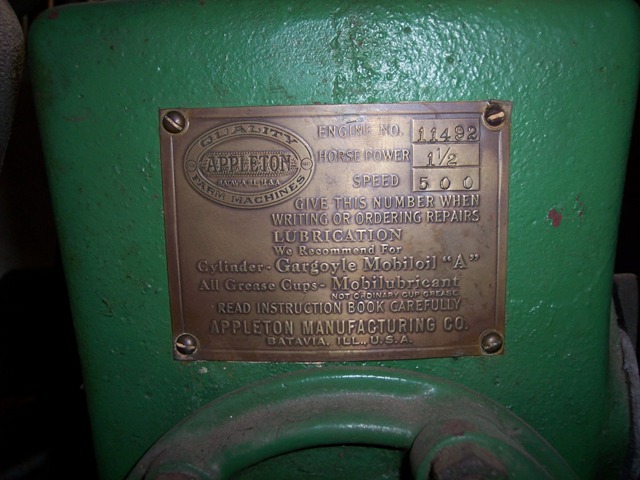 QUALITY
APPLETON
BATAVIA, ILL. U.S.A.
FARM MACHINES
ENGINE NO. 11492
HORSE POWER 1½
SPEED 500
GIVE THIS NUMBER WHEN
WRITING OR ORDERING REPAIRS
LUBRICATION
We Recommend For
Cylinder - Gargoyle Mobiloil "A"
All Grease Cups - Mobilubricant
NOT ORDINARY CUP GREASE
READ INSTRUCTION BOOK CAREFULLY
APPLETON MANUFACTURING CO.
BATAVIA, ILL., U.S.A.